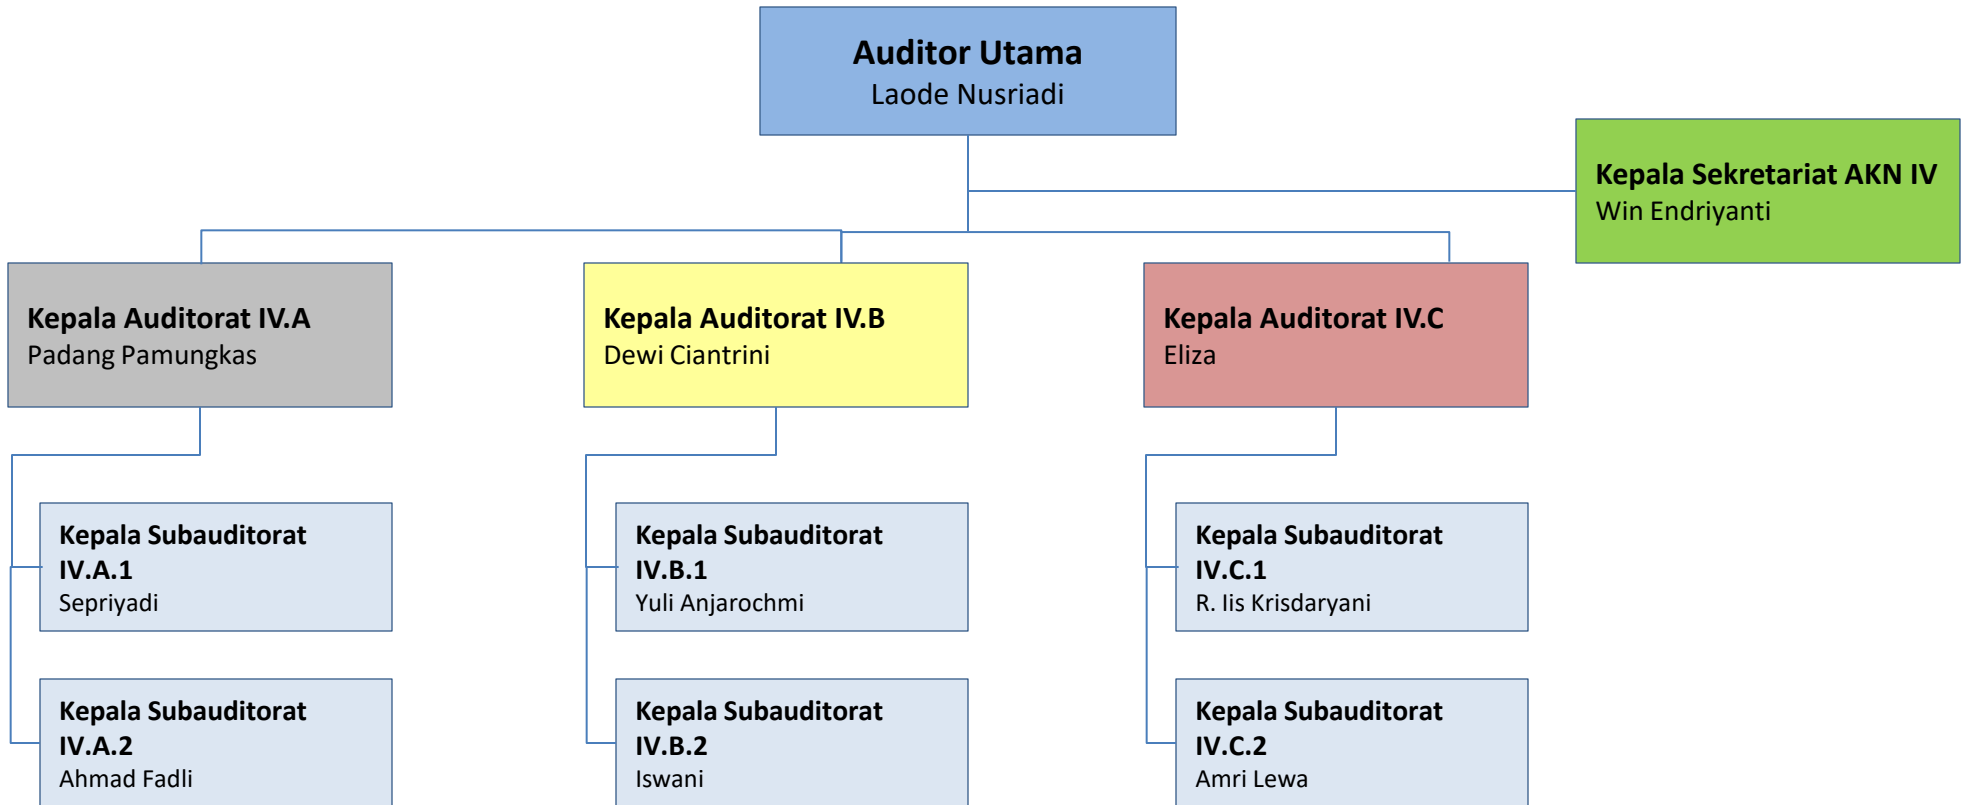 Auditor Utama
Laode Nusriadi
Kepala Sekretariat AKN IV
Win Endriyanti
Kepala Auditorat IV.A
Padang Pamungkas
Kepala Auditorat IV.B
Dewi Ciantrini
Kepala Auditorat IV.C
Eliza
Kepala Subauditorat
IV.A.1
Sepriyadi
Kepala Subauditorat
IV.B.1
Yuli Anjarochmi
Kepala Subauditorat
IV.C.1
R. Iis Krisdaryani
Kepala Subauditorat
IV.A.2
Ahmad Fadli
Kepala Subauditorat
IV.B.2
Iswani
Kepala Subauditorat
IV.C.2
Amri Lewa